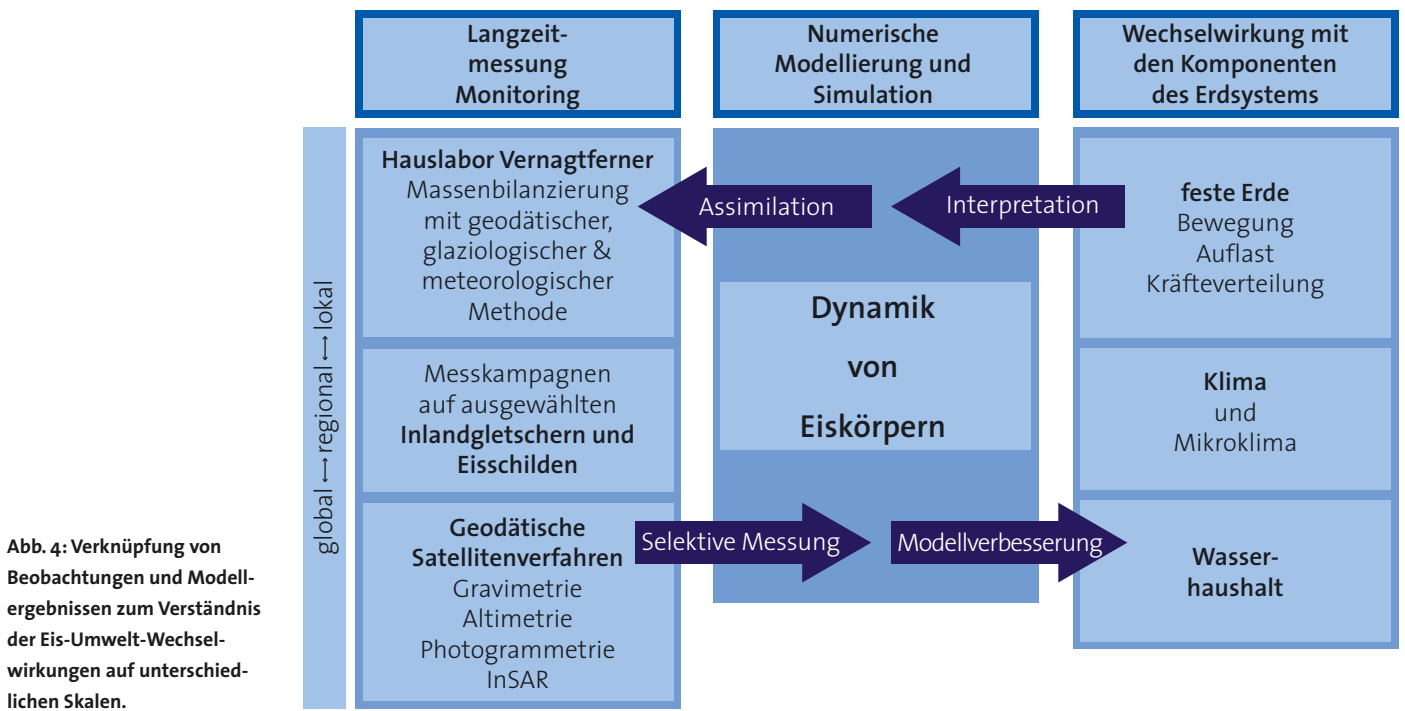 Langzeit-
messung
Monitoring
Numerische
Modellierung und
Simulation
Wechselwirkung mit
den Komponenten
des Erdsystems
global ⟷ regional ⟷ lokal
Hauslabor Vernagtferner
Massenbilanzierung
mit geodätischer,
glaziologischer &
meteorologischer
Methode
Messkampagnen
auf ausgewählten
Inlandgletschern und
Eisschilden
Geodätische
Satellitenverfahren
Gravimetrie
Altimetrie
Photogrammetrie
InSAR
Assimilation
Interpretation
Dynamik
von
Eiskörpern
Selektive Messung
Modellverbesserung
feste Erde
Bewegung
Auflast
Kräfteverteilung
Klima
und
Mikroklima
Wasser-
haushalt
Abb. 4: Verknüpfung von
Beobachtungen und Modell-
ergebnissen zum Verständnis
der Eis-Umwelt-Wechsel-
wirkungen auf unterschied-
lichen Skalen.